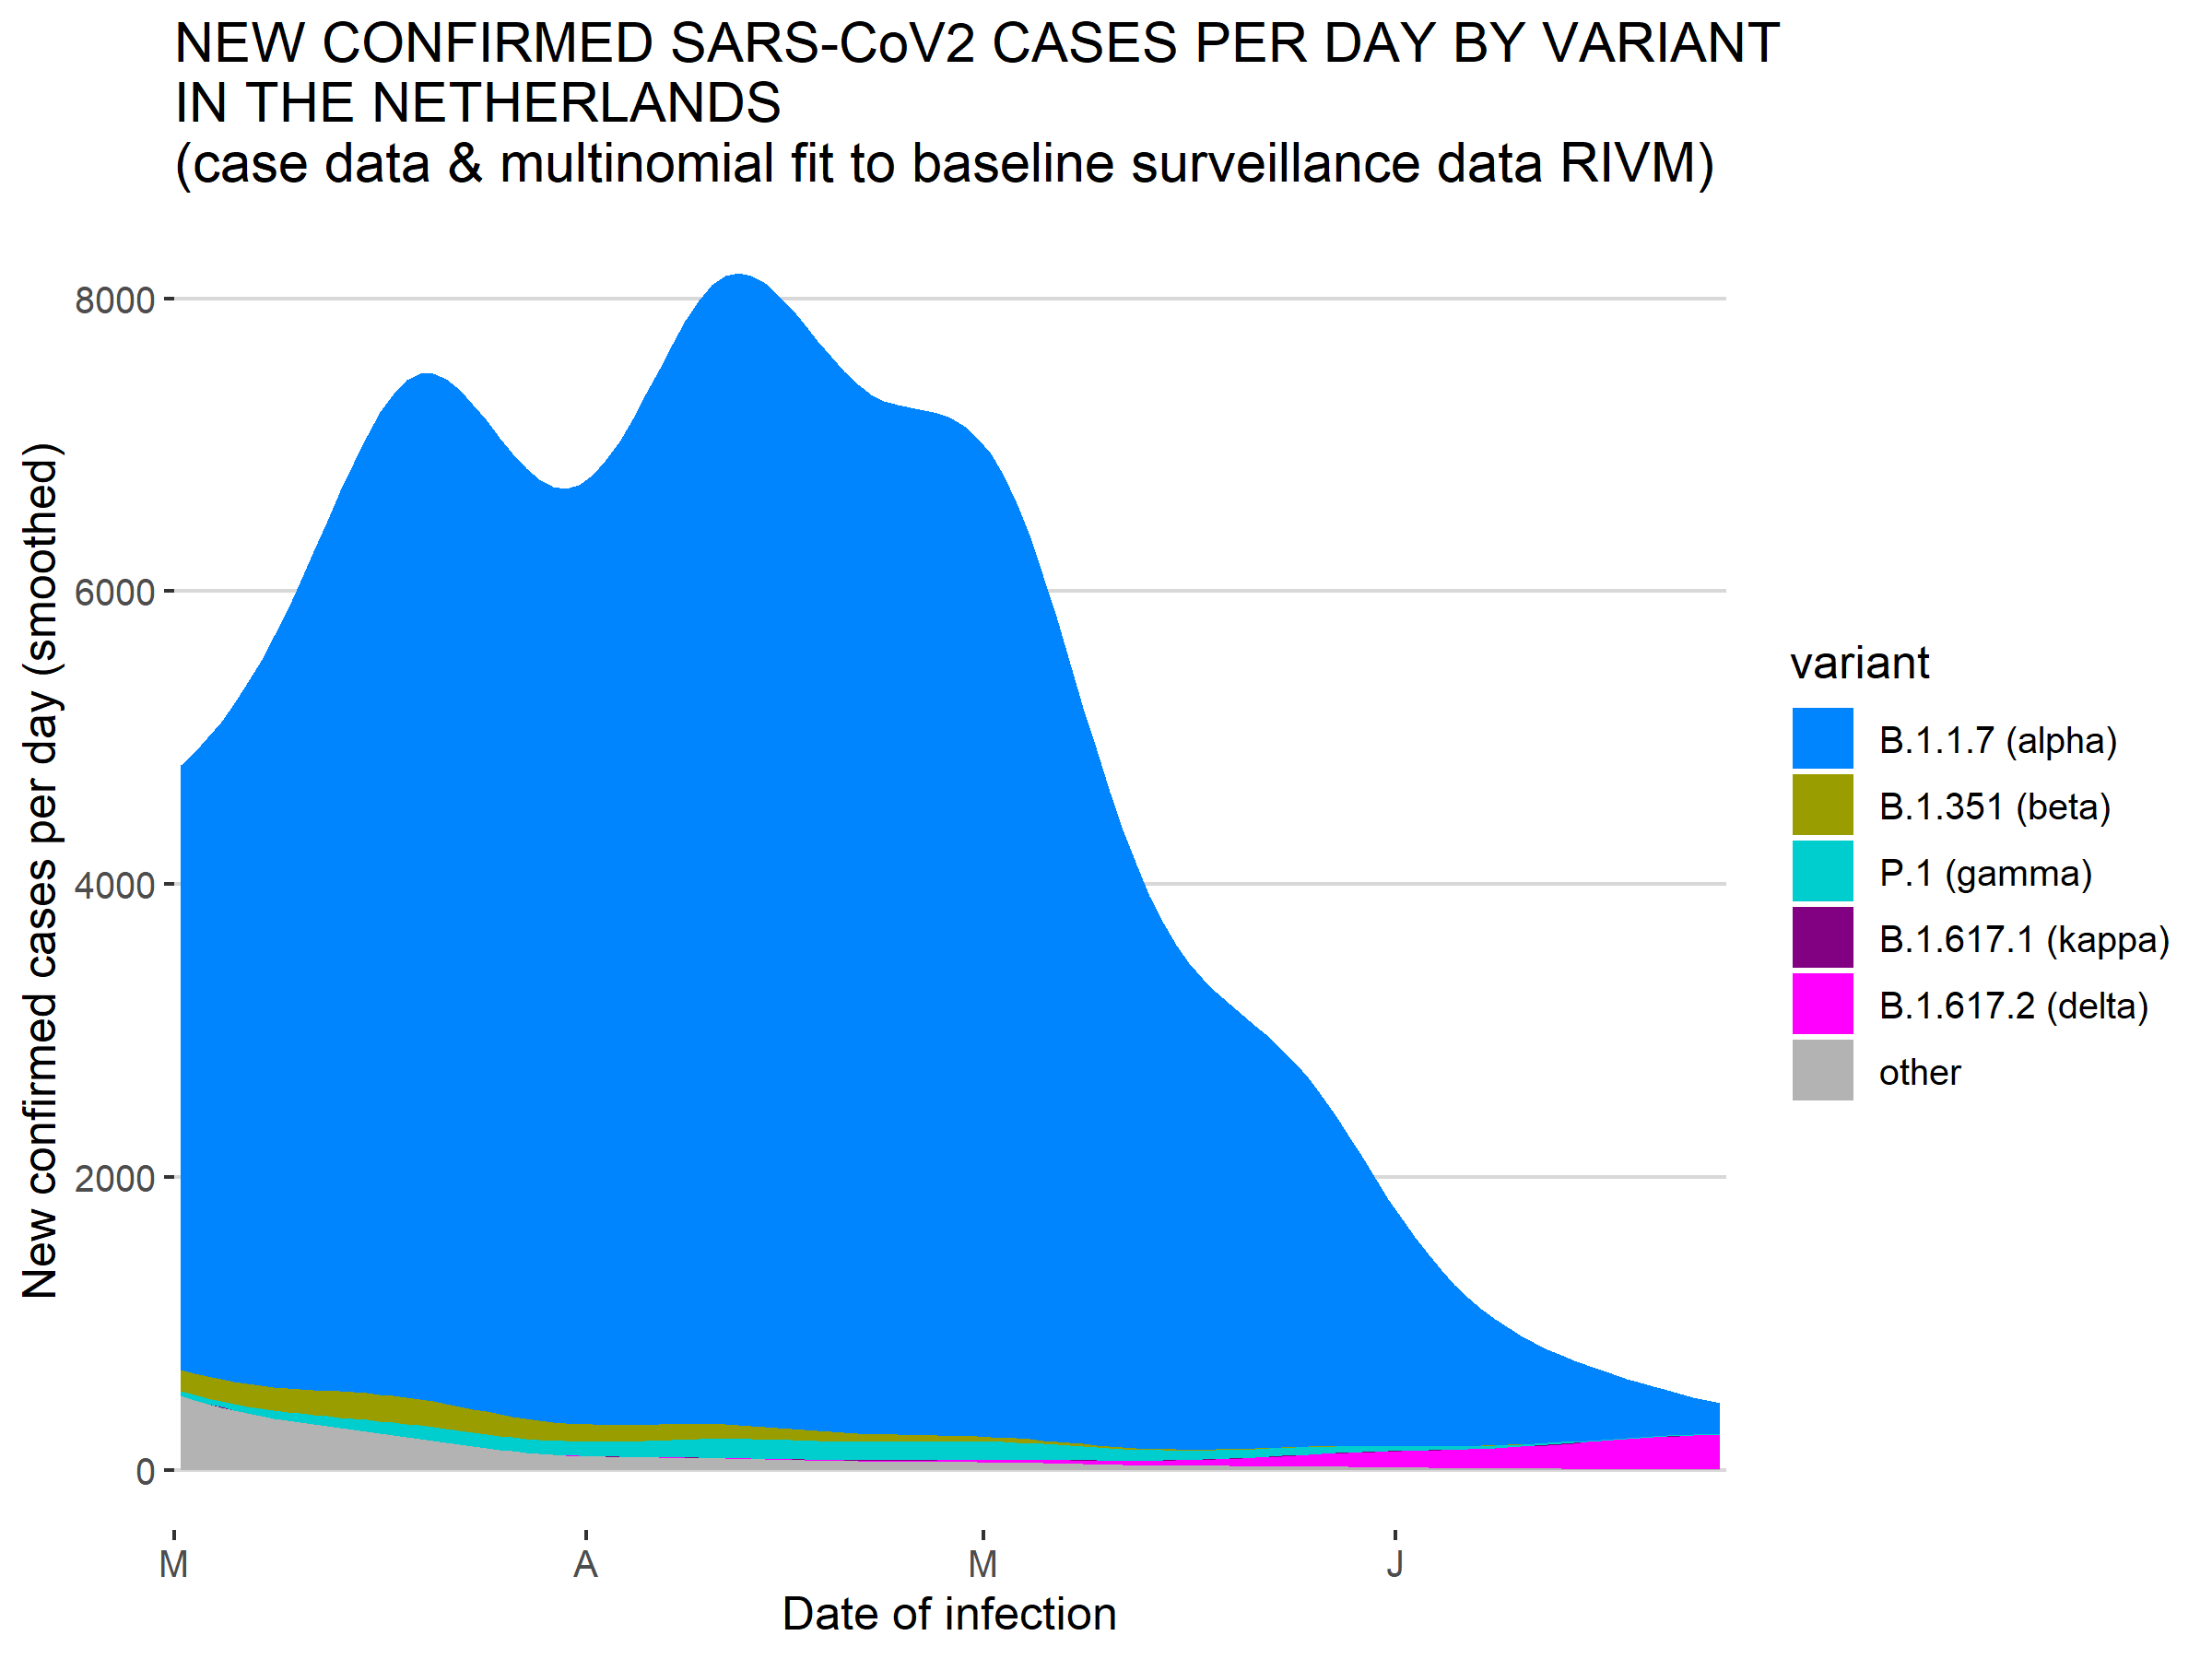 NEW CONFIRMED SARS-CoV2 CASES PER DAY BY VARIANT
IN THE NETHERLANDS
(case data & multinomial fit to baseline surveillance data RIVM)
New confirmed cases per day (smoothed)
8000
6000
4000
2000
0
M
A
M
J
Date of infection
variant
B.1.1.7 (alpha)
B.1.351 (beta)
P.1 (gamma)
B.1.617.1 (kappa)
B.1.617.2 (delta)
other